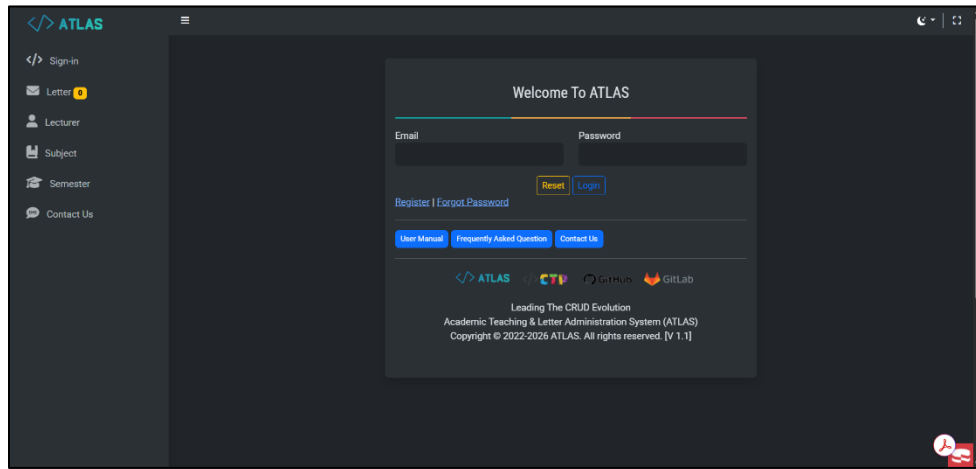 </> ATLAS
Sign-in
Letter 0
Lecturer
Subject
Semester
Contact Us
Welcome To ATLAS
Email Password
Reset Login
Register | Forgot Password
User Manual Frequently Asked Question Contact Us
</> ATLAS </> CTP GitHub GitLab
Leading The CRUD Evolution
Academic Teaching & Letter Administration System (ATLAS)
Copyright © 2022-2026 ATLAS. All rights reserved. [V 1.1]